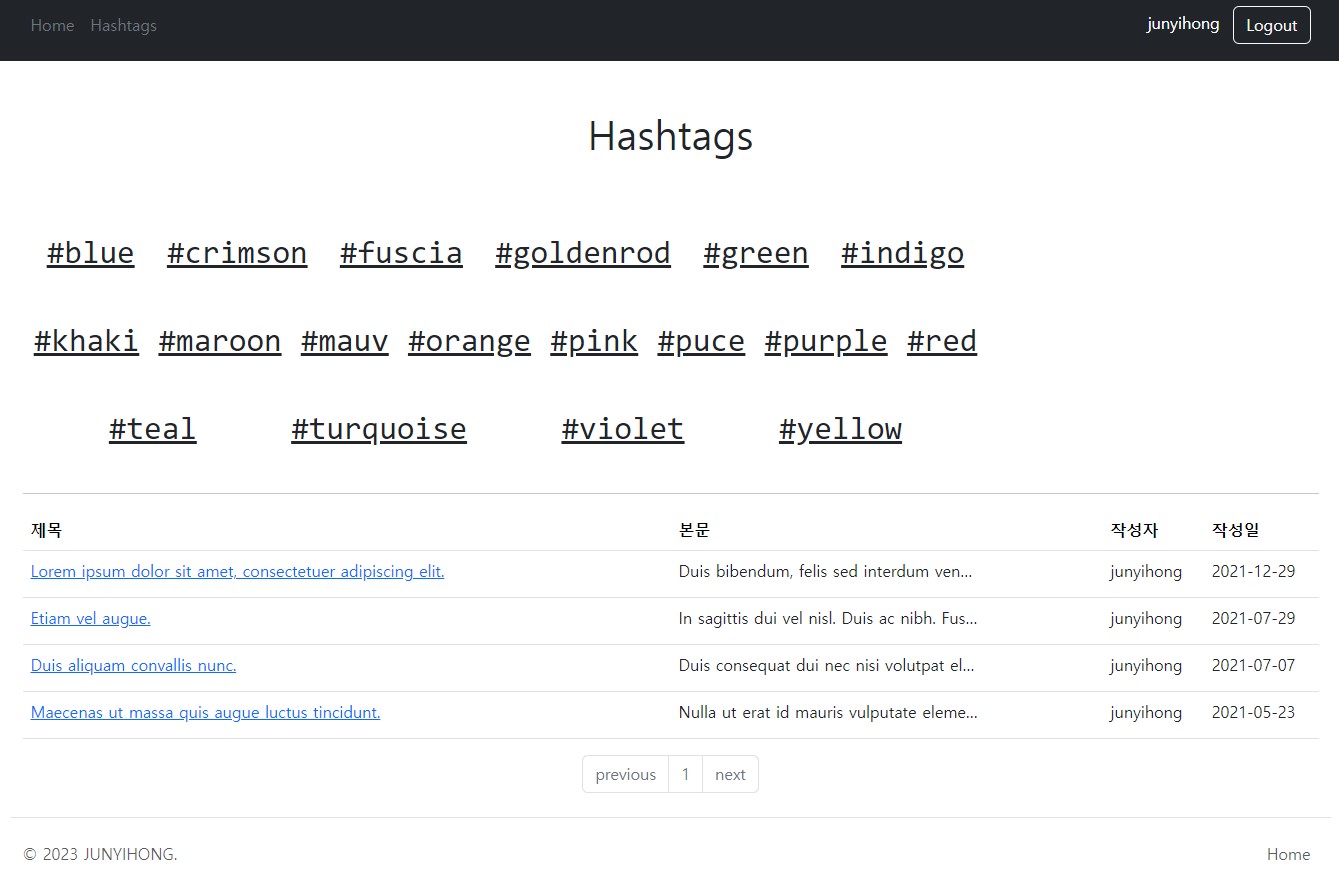 Home Hashtags junyihong Logout
Hashtags
#blue #crimson #fuscia #goldenrod #green #indigo
#khaki #maroon #mauv #orange #pink #puce #purple #red
#teal #turquoise #violet #yellow
제목 본문 작성자 작성일
Lorem ipsum dolor sit amet, consectetuer adipiscing elit. Duis bibendum, felis sed interdum ven... junyihong 2021-12-29
Etiam vel augue. In sagittis dui vel nisl. Duis ac nibh. Fus... junyihong 2021-07-29
Duis aliquam convallis nunc. Duis consequat dui nec nisi volutpat el... junyihong 2021-07-07
Maecenas ut massa quis augue luctus tincidunt. Nulla ut erat id mauris vulputate eleme... junyihong 2021-05-23
previous 1 next
© 2023 JUNYIHONG. Home